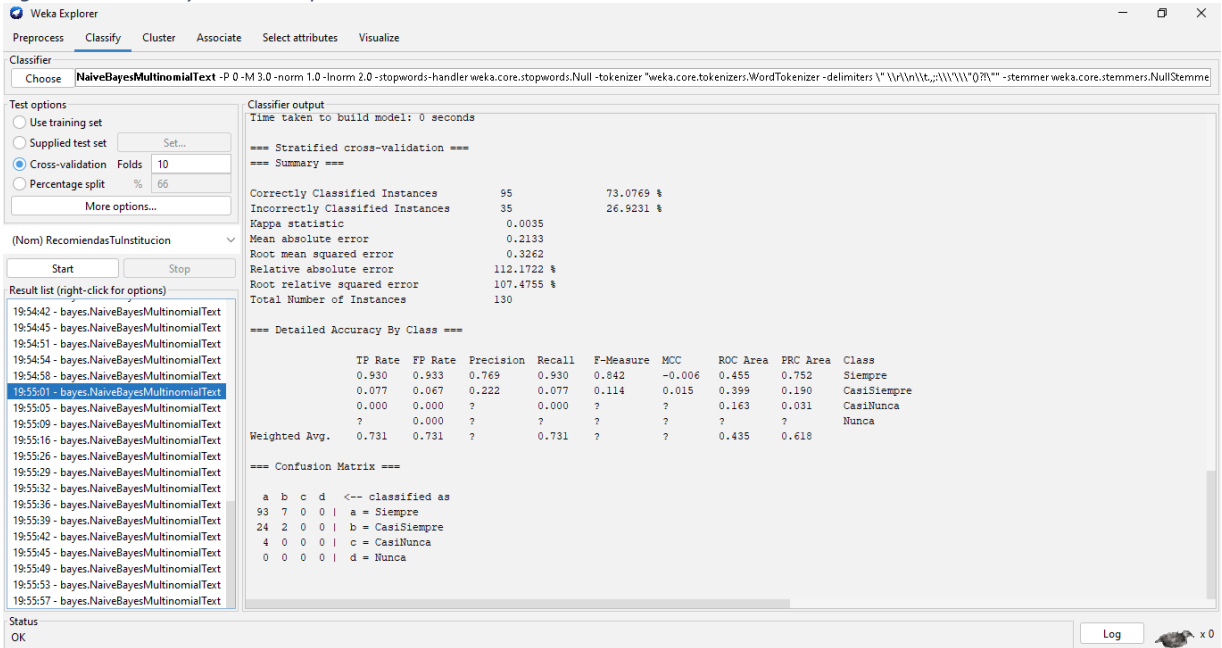 Weka Explorer
Preprocess Classify Cluster Associate Select attributes Visualize
Classifier
Choose NaiveBayesMultinomialText -P 0 -M 3.0 -norm 1.0 -lnorm 2.0 -stopwords-handler weka.core.stopwords.Null -tokenizer "weka.core.tokenizers.WordTokenizer -delimiters \" \\r\\n\\t.,;:\\\'\\\"()?!\"" -stemmer weka.core.stemmers.NullStemme
Test options
Use training set
Supplied test set Set...
Cross-validation Folds 10
Percentage split % 66
More options...
(Nom) RecomiendasTuInstitucion
Start Stop
Result list (right-click for options)
19:54:42 - bayes.NaiveBayesMultinomialText
19:54:45 - bayes.NaiveBayesMultinomialText
19:54:51 - bayes.NaiveBayesMultinomialText
19:54:54 - bayes.NaiveBayesMultinomialText
19:54:58 - bayes.NaiveBayesMultinomialText
19:55:01 - bayes.NaiveBayesMultinomialText
19:55:05 - bayes.NaiveBayesMultinomialText
19:55:09 - bayes.NaiveBayesMultinomialText
19:55:16 - bayes.NaiveBayesMultinomialText
19:55:26 - bayes.NaiveBayesMultinomialText
19:55:29 - bayes.NaiveBayesMultinomialText
19:55:32 - bayes.NaiveBayesMultinomialText
19:55:36 - bayes.NaiveBayesMultinomialText
19:55:39 - bayes.NaiveBayesMultinomialText
19:55:42 - bayes.NaiveBayesMultinomialText
19:55:45 - bayes.NaiveBayesMultinomialText
19:55:49 - bayes.NaiveBayesMultinomialText
19:55:53 - bayes.NaiveBayesMultinomialText
19:55:57 - bayes.NaiveBayesMultinomialText
Classifier output
Time taken to build model: 0 seconds
=== Stratified cross-validation ===
=== Summary ===
Correctly Classified Instances 95 73.0769 %
Incorrectly Classified Instances 35 26.9231 %
Kappa statistic 0.0035
Mean absolute error 0.2133
Root mean squared error 0.3262
Relative absolute error 112.1722 %
Root relative squared error 107.4755 %
Total Number of Instances 130
=== Detailed Accuracy By Class ===
TP Rate FP Rate Precision Recall F-Measure MCC ROC Area PRC Area Class
0.930 0.933 0.769 0.930 0.842 -0.006 0.455 0.752 Siempre
0.077 0.067 0.222 0.077 0.114 0.015 0.399 0.190 CasiSiempre
0.000 0.000 ? 0.000 ? ? 0.163 0.031 CasiNunca
? 0.000 ? ? ? ? ? ? Nunca
Weighted Avg. 0.731 0.731 ? 0.731 ? ? 0.435 0.618
=== Confusion Matrix ===
a b c d <-- classified as
93 7 0 0 | a = Siempre
24 2 0 0 | b = CasiSiempre
4 0 0 0 | c = CasiNunca
0 0 0 0 | d = Nunca
Status
OK
Log x 0